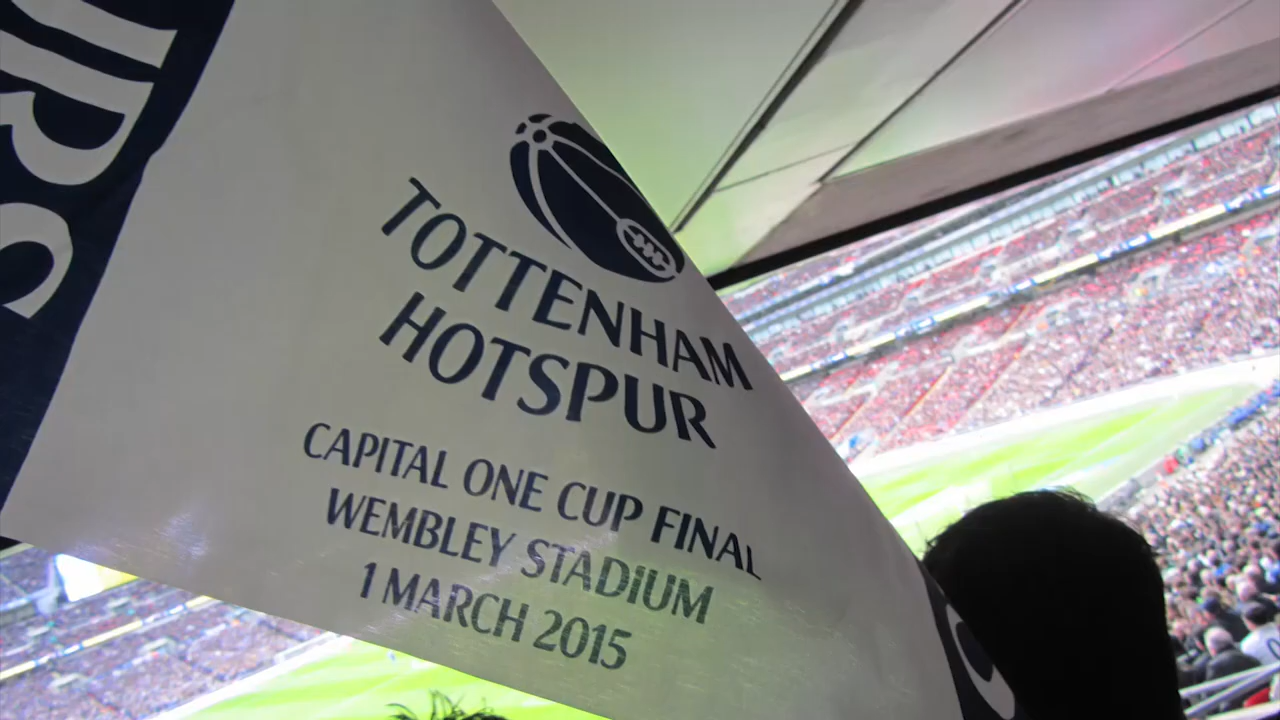 TOTTENHAM
HOTSPUR
CAPITAL ONE CUP FINAL
WEMBLEY STADIUM
1 MARCH 2015